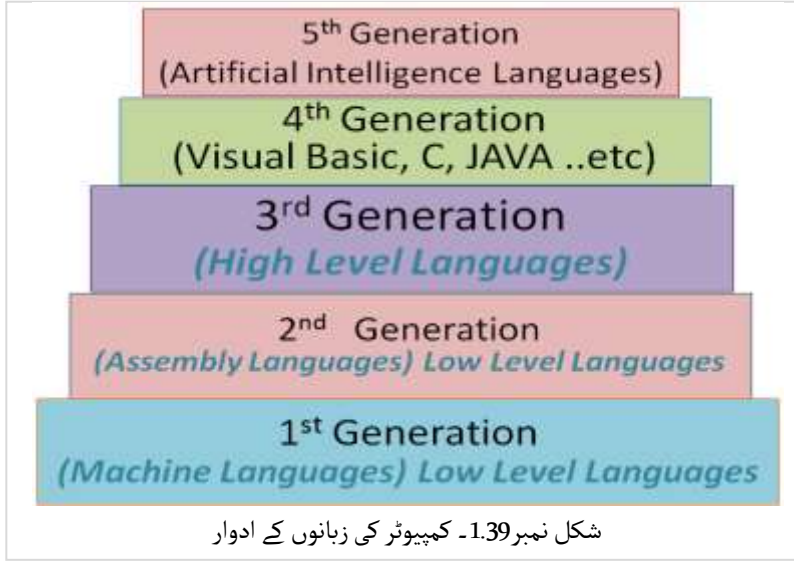 5th Generation
(Artificial Intelligence Languages)
4th Generation
(Visual Basic, C, JAVA ..etc)
3rd Generation
(High Level Languages)
2nd Generation
(Assembly Languages) Low Level Languages
1st Generation
(Machine Languages) Low Level Languages
شکل نمبر1.39۔ کمپیوٹر کی زبانوں کے ادوار